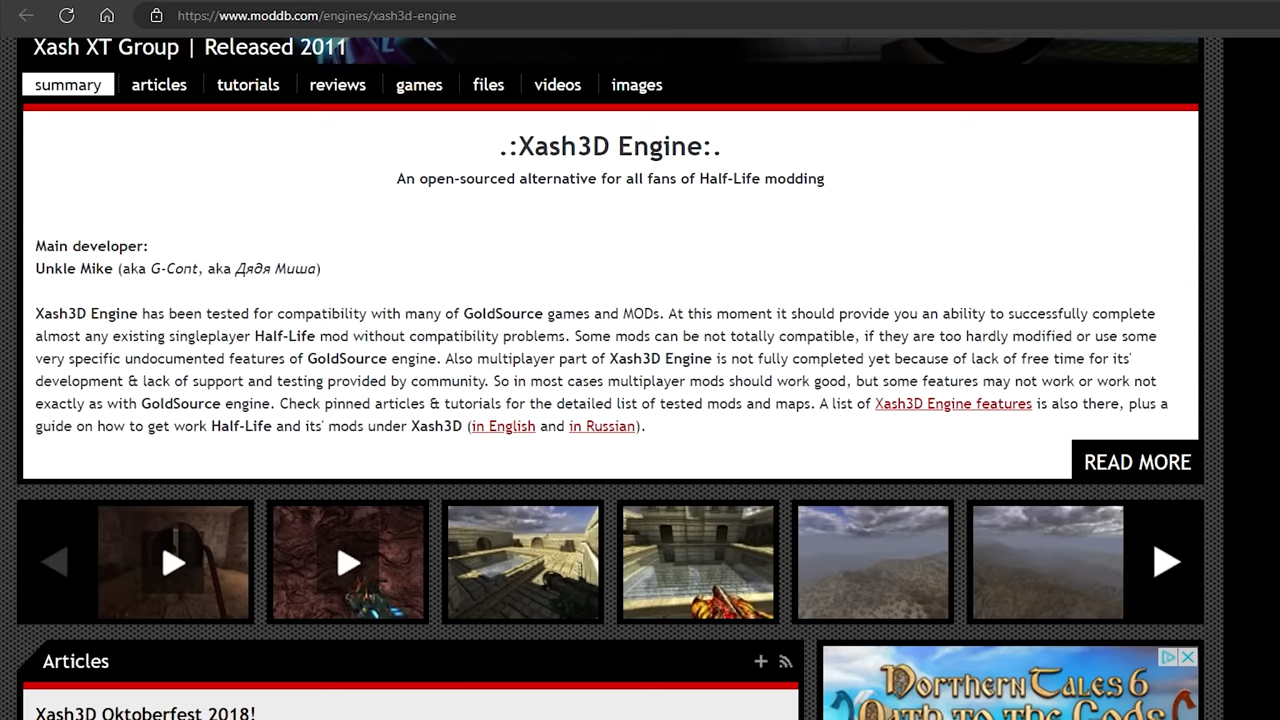 https://www.moddb.com/engines/xash3d-engine
Xash XT Group | Released 2011
summary articles tutorials reviews games files videos images
.:Xash3D Engine:.
An open-sourced alternative for all fans of Half-Life modding
Main developer:
Unkle Mike (aka G-Cont, aka Дядя Миша)
Xash3D Engine has been tested for compatibility with many of GoldSource games and MODs. At this moment it should provide you an ability to successfully complete
almost any existing singleplayer Half-Life mod without compatibility problems. Some mods can be not totally compatible, if they are too hardly modified or use some
very specific undocumented features of GoldSource engine. Also multiplayer part of Xash3D Engine is not fully completed yet because of lack of free time for its'
development & lack of support and testing provided by community. So in most cases multiplayer mods should work good, but some features may not work or work not
exactly as with GoldSource engine. Check pinned articles & tutorials for the detailed list of tested mods and maps. A list of Xash3D Engine features is also there, plus a
guide on how to get work Half-Life and its' mods under Xash3D (in English and in Russian).
READ MORE
Articles
Xash3D Oktoberfest 2018!
Northern Tales 6
Path to the Gods